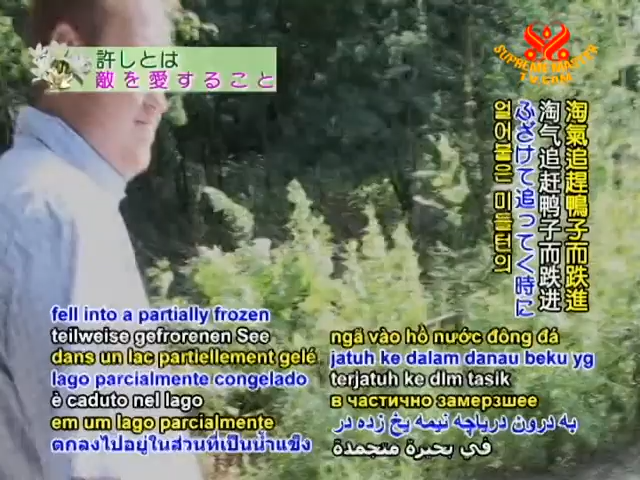 許しとは
敵を愛すること
SUPREME MASTER
TV.COM
淘氣追趕鴨子而跌進
淘气追赶鸭子而跌进
ふざけて追ってく時に
얼어붙은 미들턴의
fell into a partially frozen
teilweise gefrorenen See
dans un lac partiellement gelé
lago parcialmente congelado
è caduto nel lago
em um lago parcialmente
ตกลงไปอยู่ในส่วนที่เป็นน้ำแข็ง
ngã vào hồ nước đông đá
jatuh ke dalam danau beku yg
terjatuh ke dlm tasik
в частично замерзшее
به درون دریاچه نیمه یخ زده در
في بحيرة متجمدة